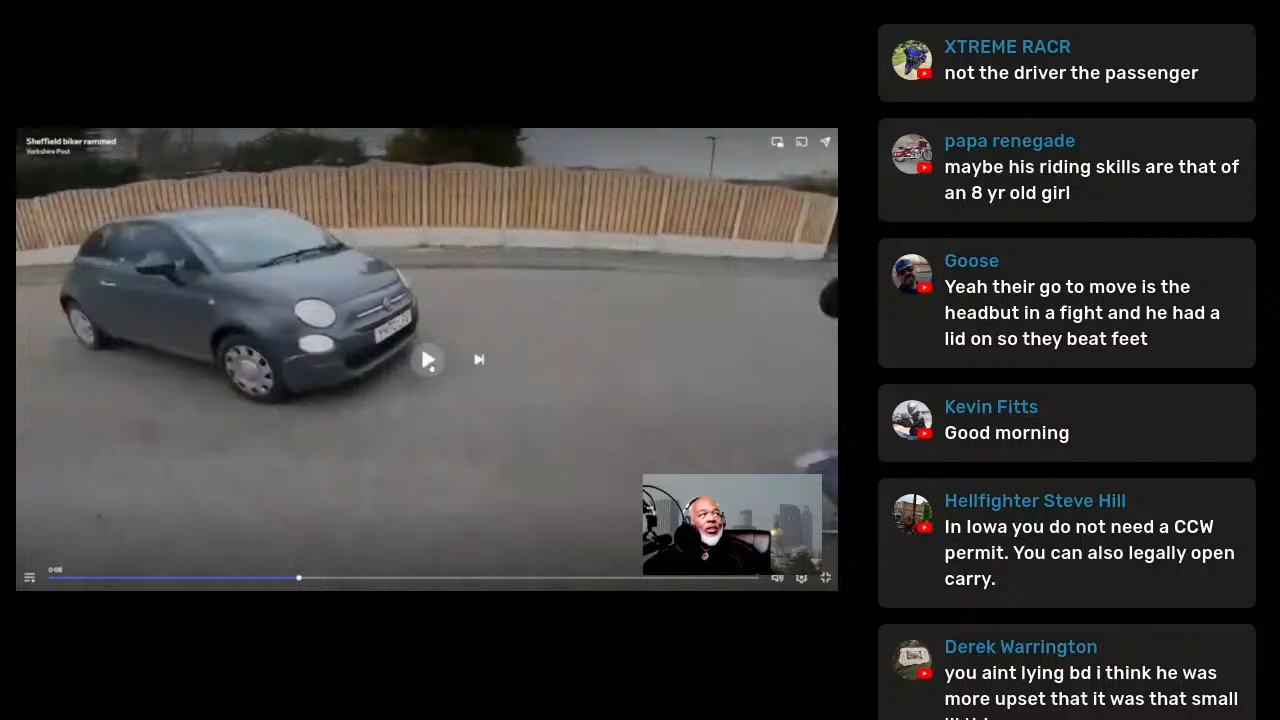 Sheffield biker rammed
Yorkshire Post
0:08
XTREME RACR
not the driver the passenger
papa renegade
maybe his riding skills are that of
an 8 yr old girl
Goose
Yeah their go to move is the
headbut in a fight and he had a
lid on so they beat feet
Kevin Fitts
Good morning
Hellfighter Steve Hill
In Iowa you do not need a CCW
permit. You can also legally open
carry.
Derek Warrington
you aint lying bd i think he was
more upset that it was that small